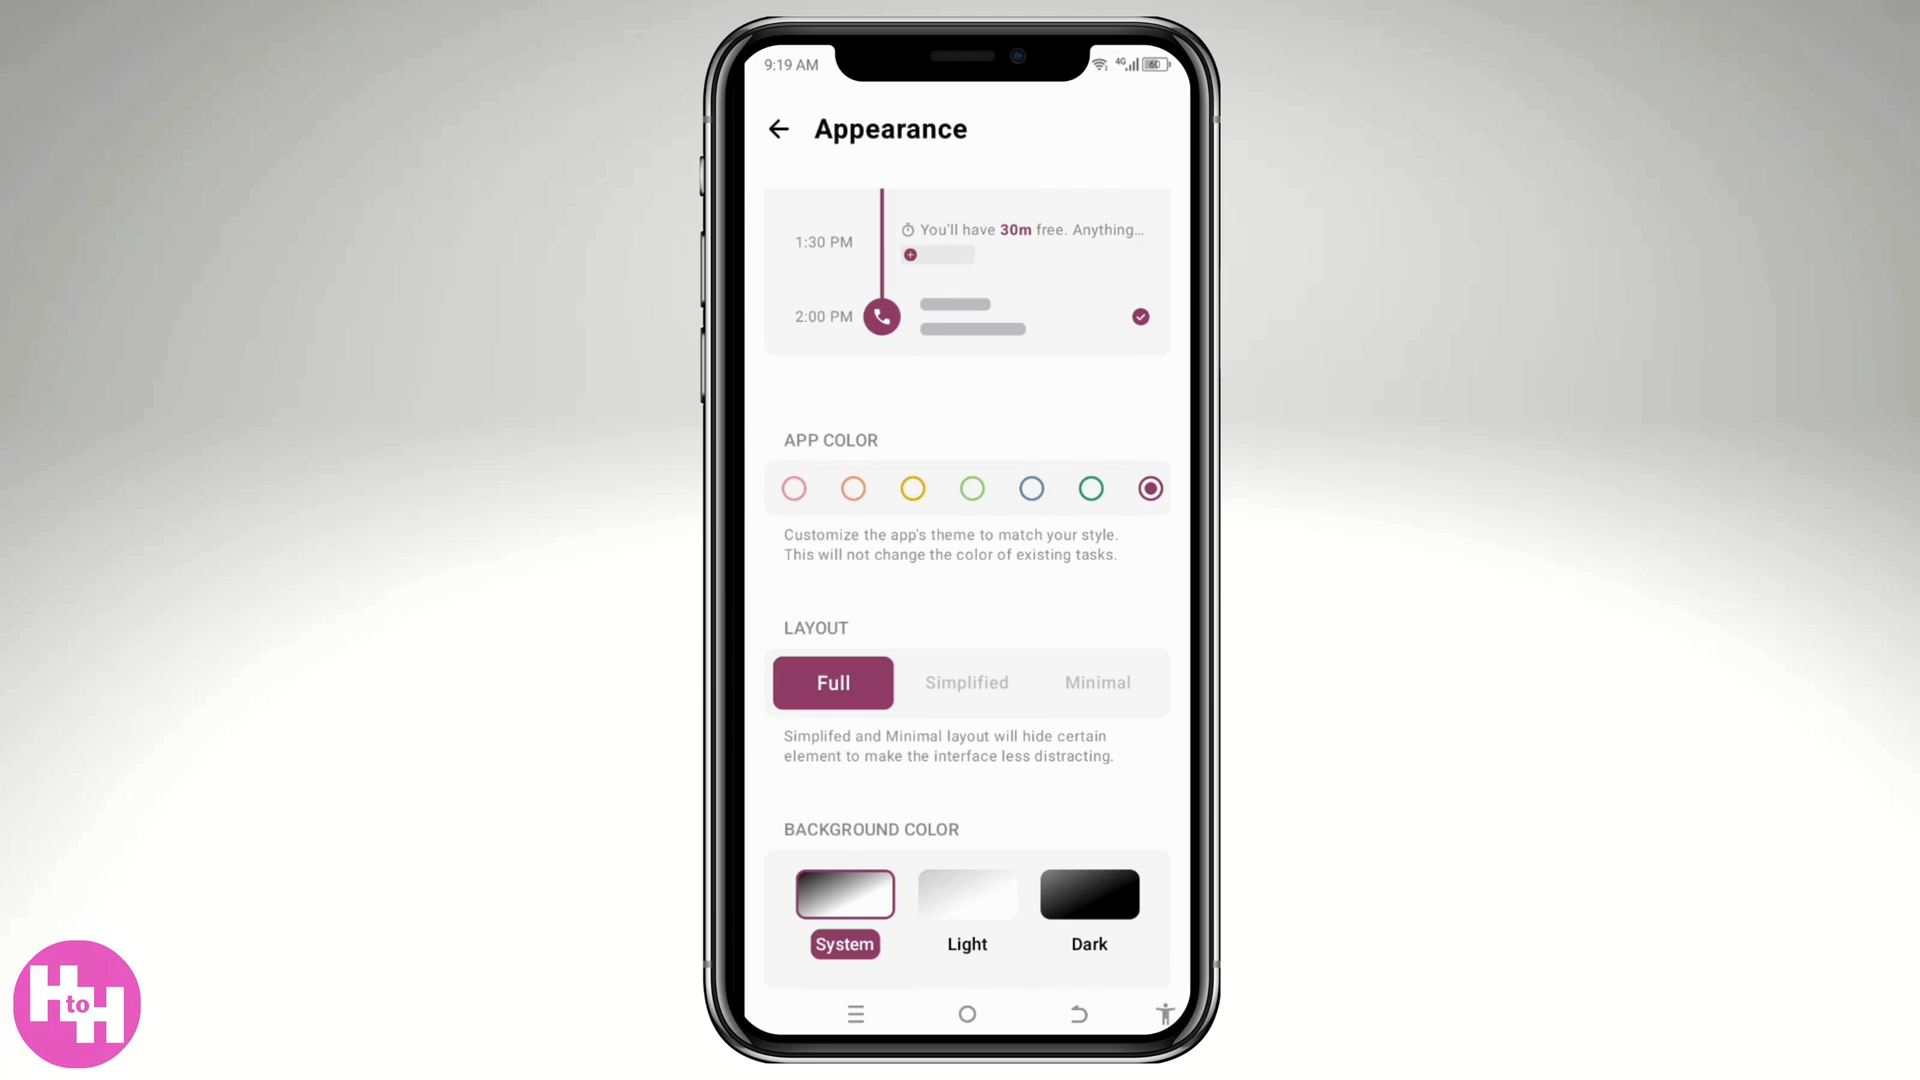 9:19 AM
4G
60
Appearance
1:30 PM
You'll have 30m free. Anything...
2:00 PM
APP COLOR
Customize the app's theme to match your style.
This will not change the color of existing tasks.
LAYOUT
Full Simplified Minimal
Simplifed and Minimal layout will hide certain
element to make the interface less distracting.
BACKGROUND COLOR
System Light Dark
H to H